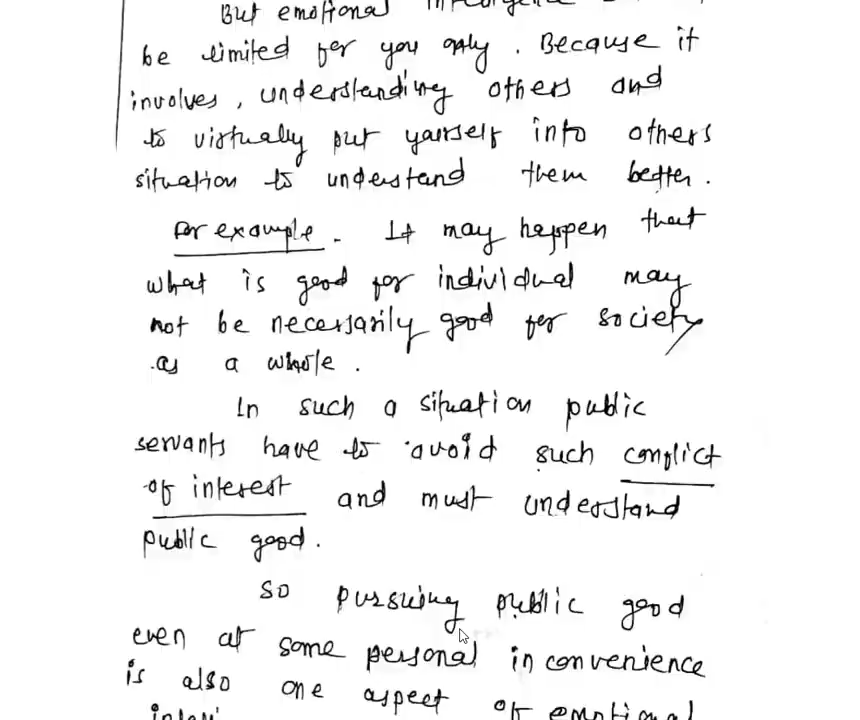 But emotional
be limited for you only. Because it
involves, understanding others and
to virtually put yourself into others
situation to understand them better.
For example. It may happen that
what is good for individual may
not be necessarily good for society
as a whole.
In such a situation public
servants have to avoid such conflict
of interest and must understand
public good.
So pursuing public good
even at some personal inconvenience
is also one aspect of emotional